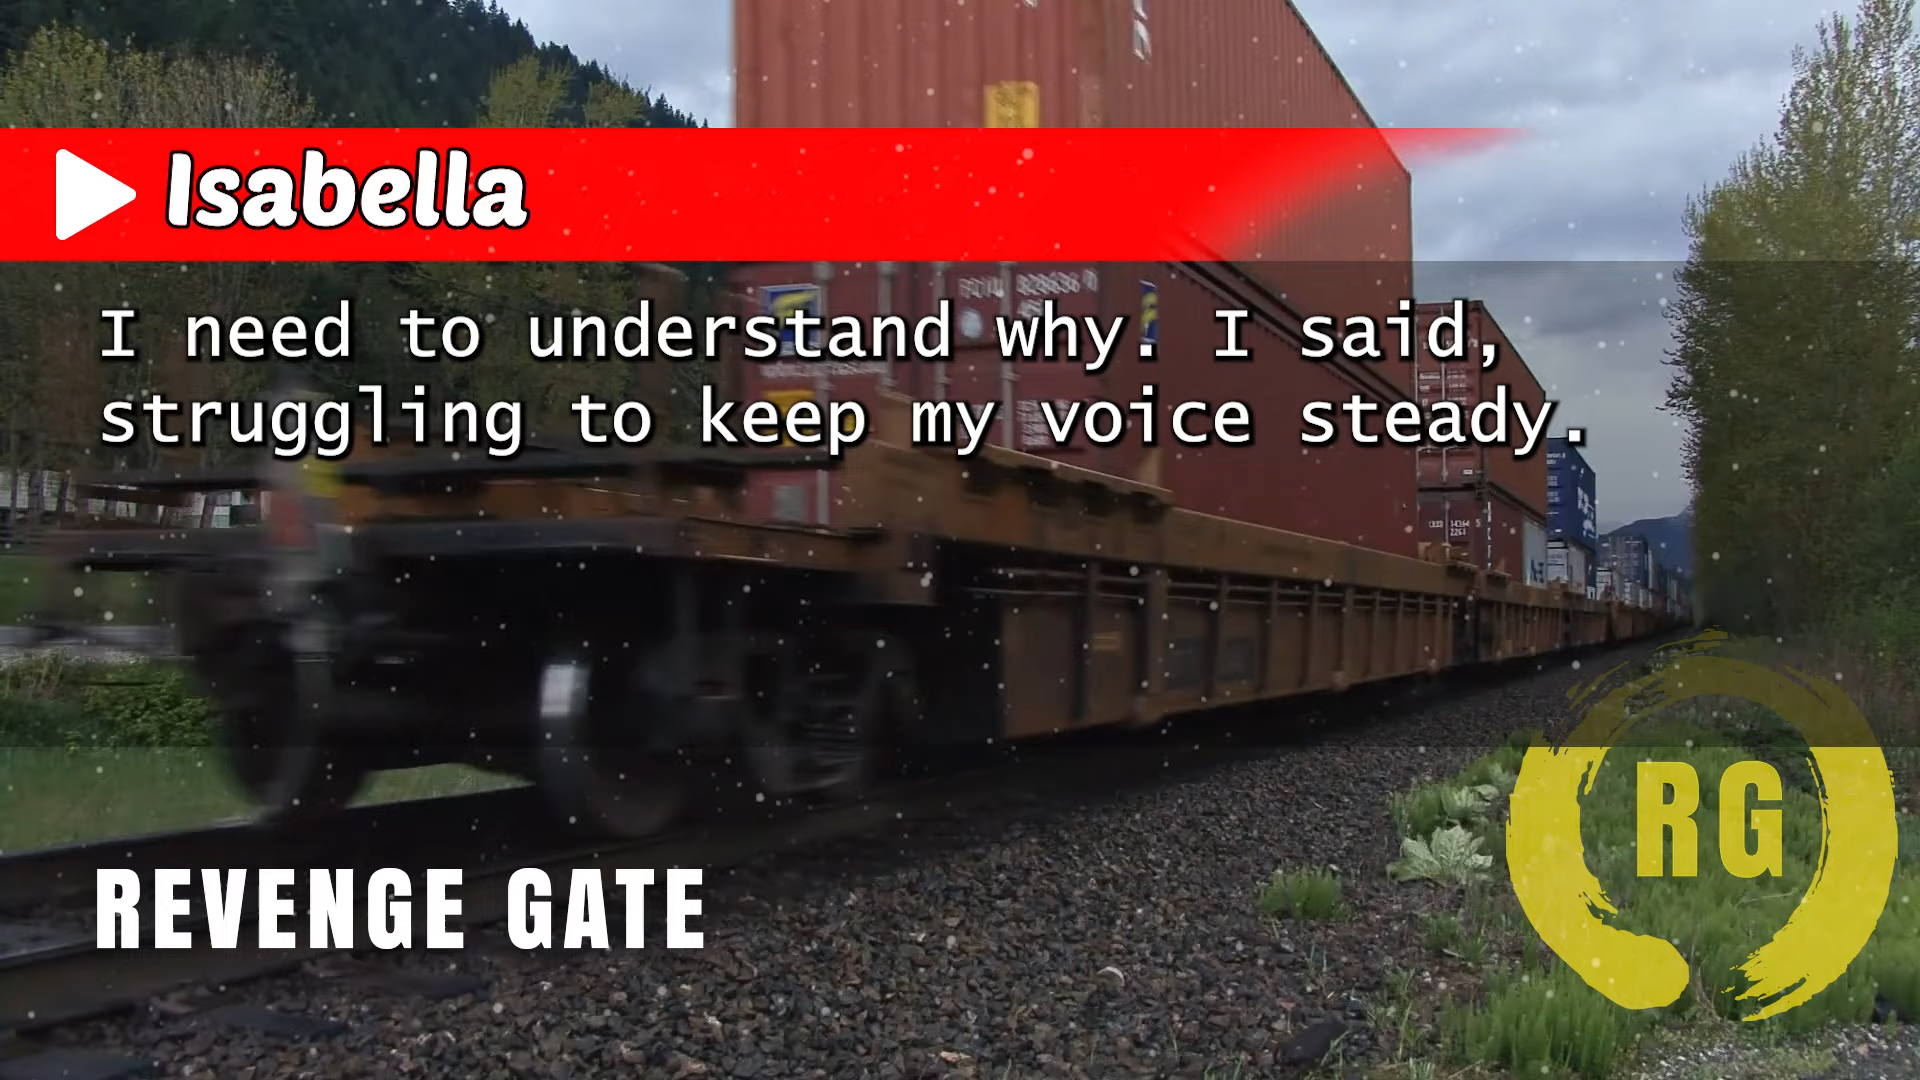 Isabella
I need to understand why. I said,
struggling to keep my voice steady.
REVENGE GATE
RG